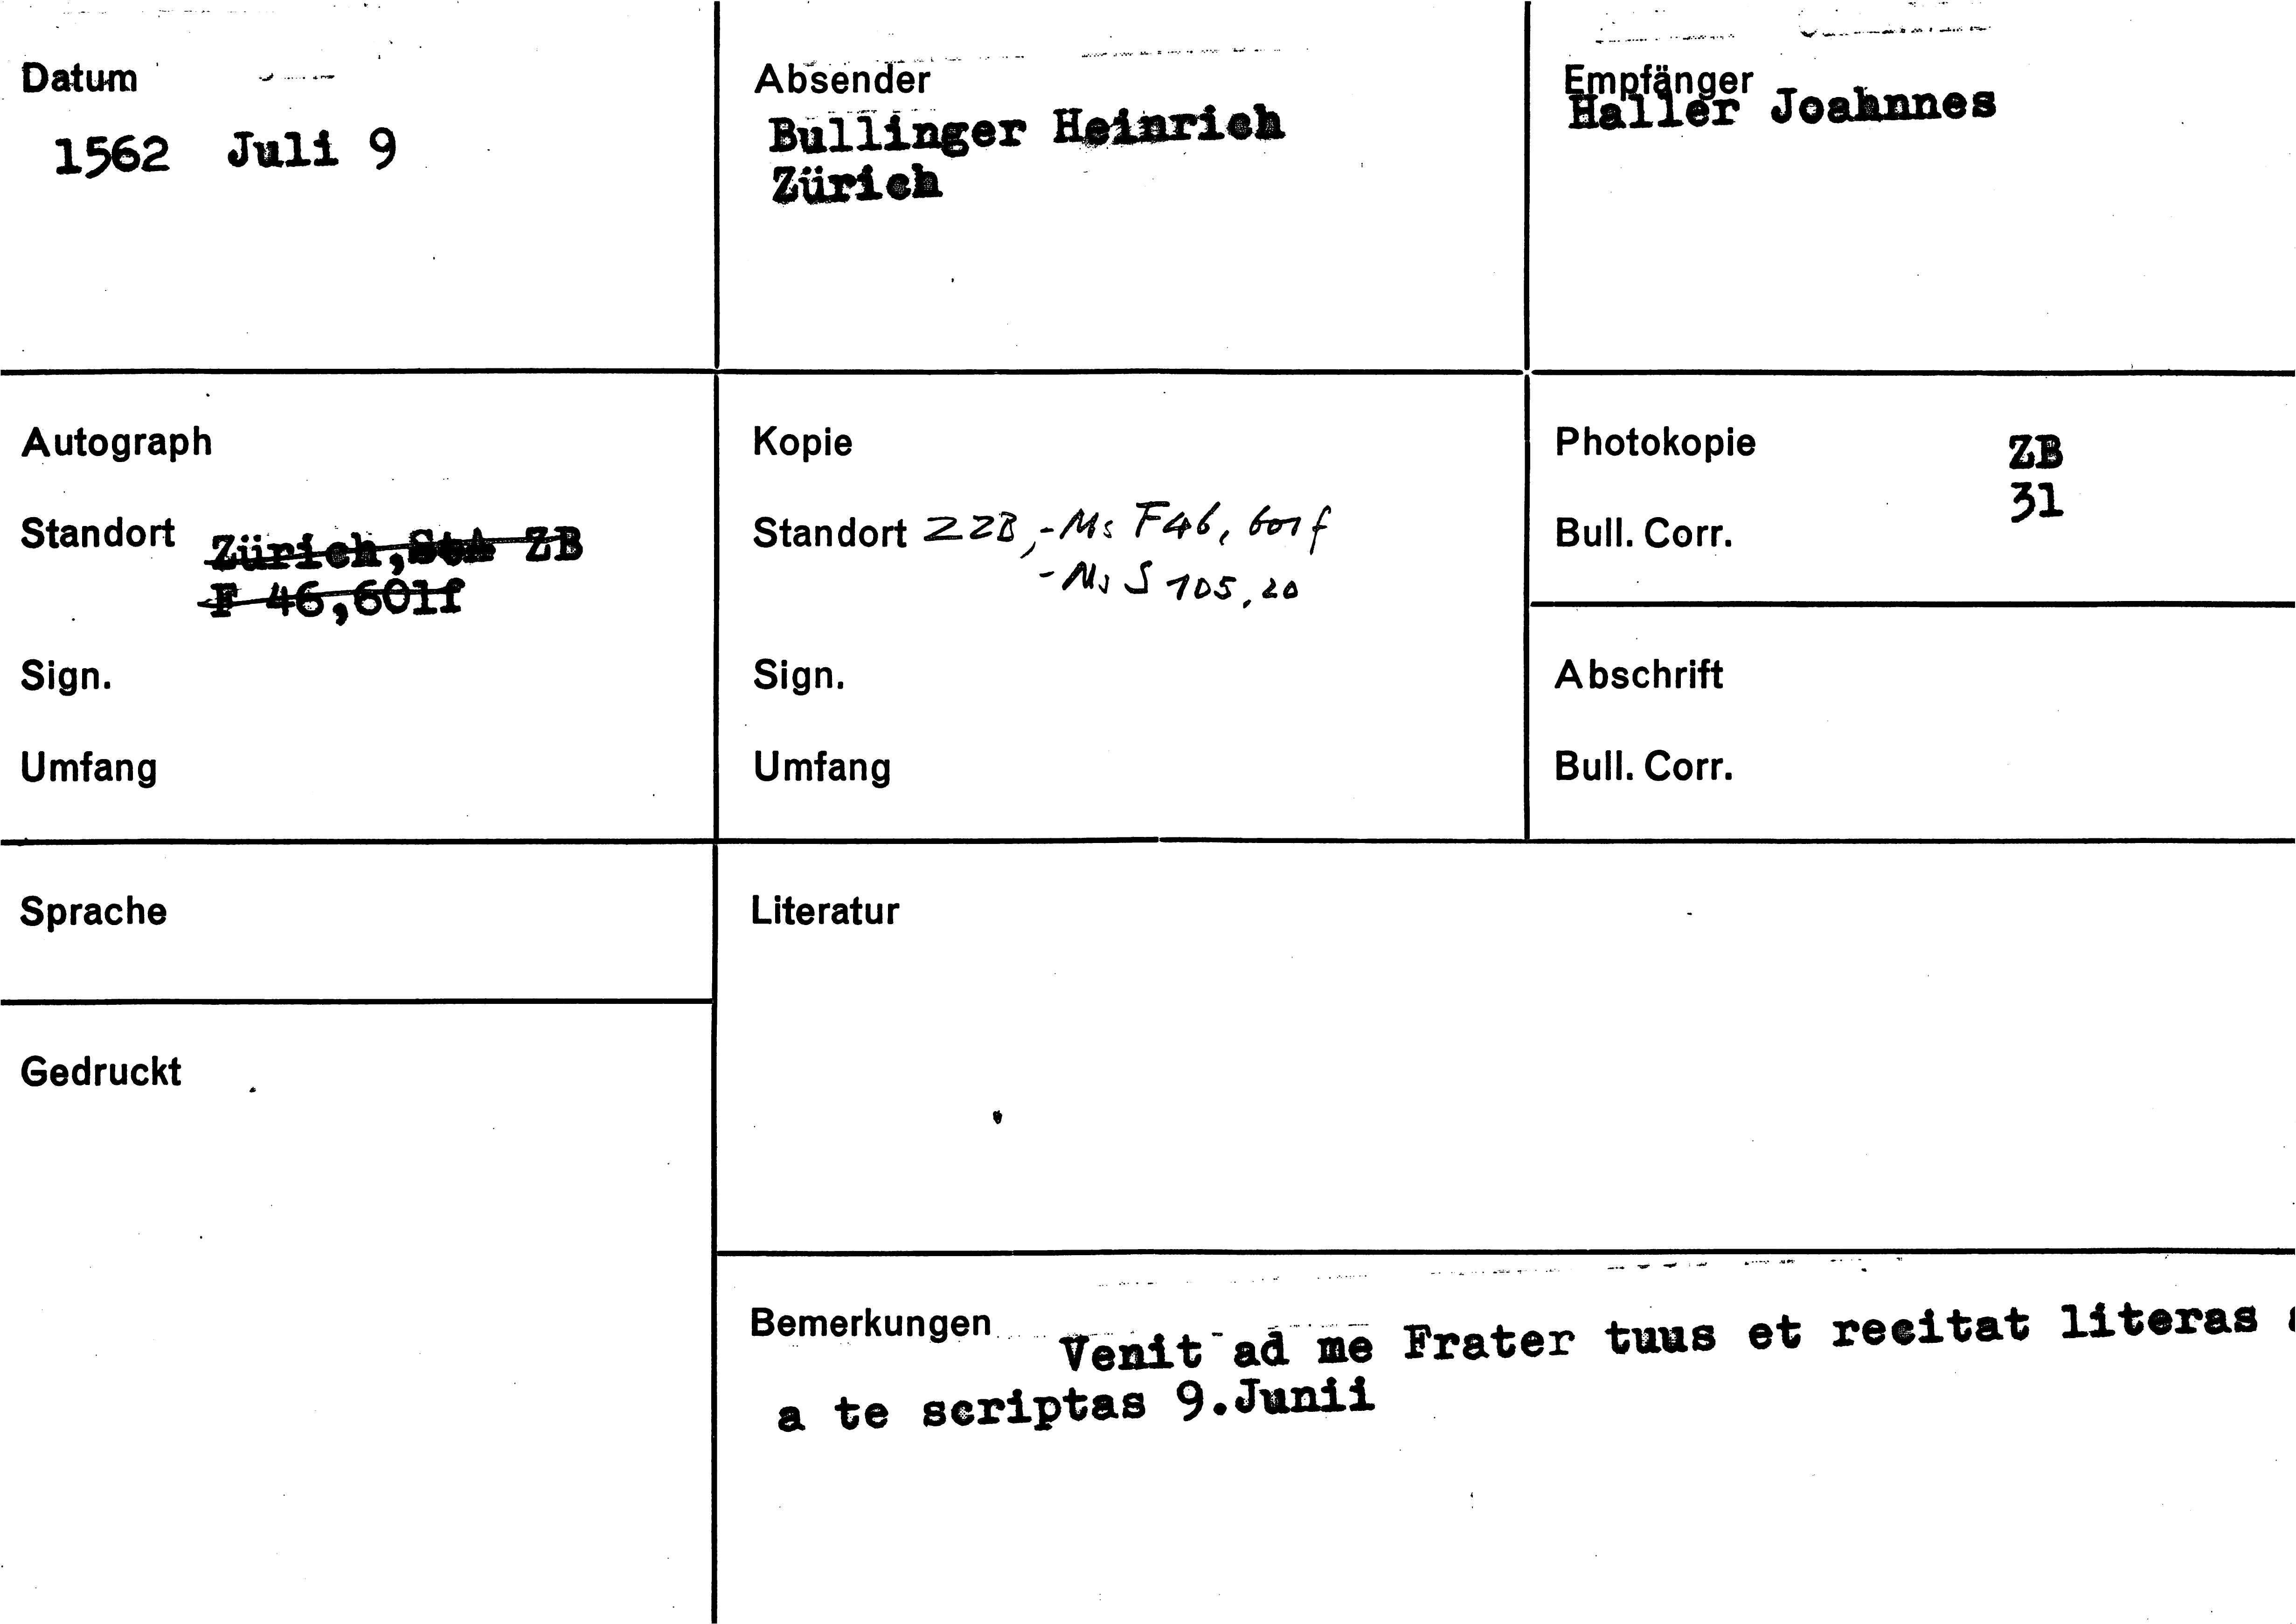 Datum
1562 Juli 9
Absender
Bullinger Heinrich
Zürich
Empfänger
Haller Joahnnes
Autograph
Standort Zürich, StA ZB
F 46,601f
Sign.
Umfang
Kopie
Standort ZZB, - Ms F46, 601f
- Ms S 105, 20
Sign.
Umfang
Photokopie ZB
31
Bull. Corr.
Abschrift
Bull. Corr.
Sprache
Literatur
Gedruckt
Bemerkungen Venit ad me Frater tuus et recitat literas
a te scriptas 9.Junii